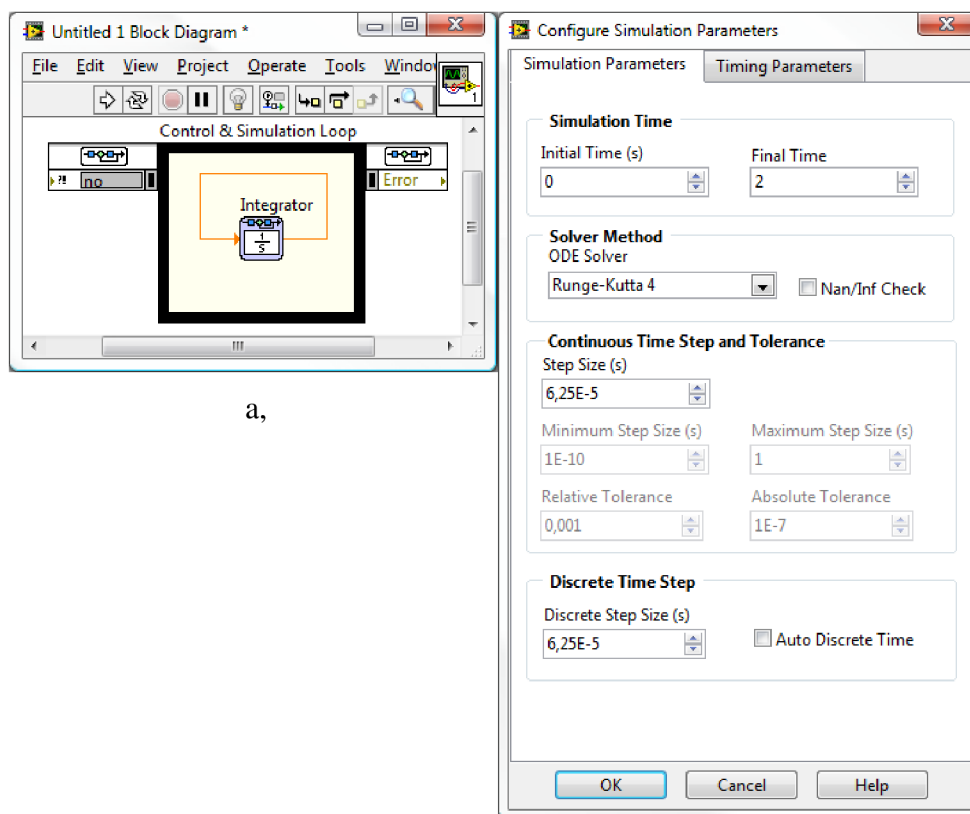 Untitled 1 Block Diagram *
File Edit View Project Operate Tools Windo
1
Control & Simulation Loop
?! no
Error
Integrator
1
s
a,
Configure Simulation Parameters
Simulation Parameters
Timing Parameters
Simulation Time
Initial Time (s)
Final Time
0
2
Solver Method
ODE Solver
Runge-Kutta 4
Nan/Inf Check
Continuous Time Step and Tolerance
Step Size (s)
6,25E-5
Minimum Step Size (s)
Maximum Step Size (s)
1E-10
1
Relative Tolerance
Absolute Tolerance
0,001
1E-7
Discrete Time Step
Discrete Step Size (s)
6,25E-5
Auto Discrete Time
OK
Cancel
Help